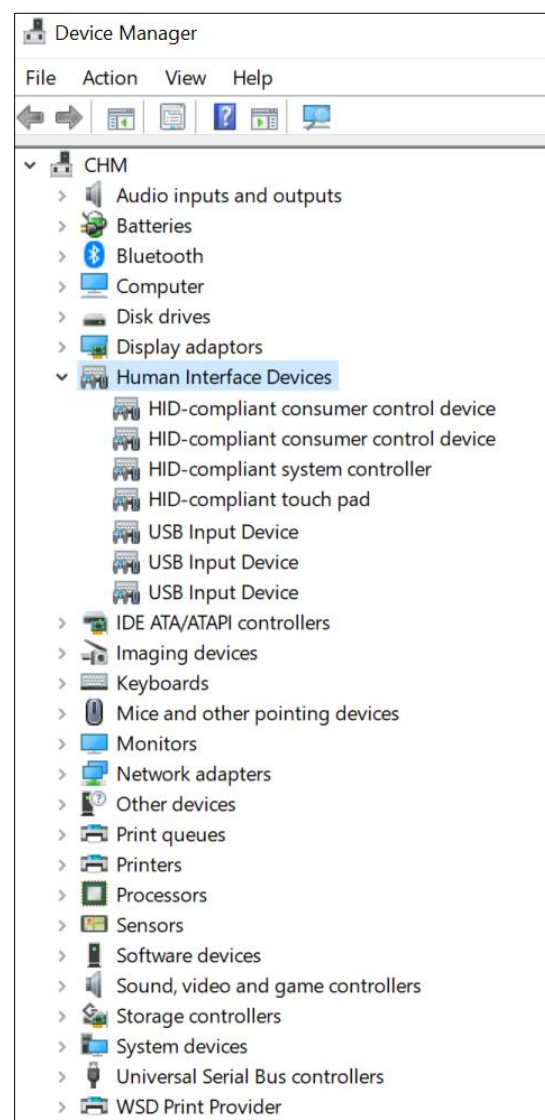 Device Manager
File Action View Help
CHM
Audio inputs and outputs
Batteries
Bluetooth
Computer
Disk drives
Display adaptors
Human Interface Devices
HID-compliant consumer control device
HID-compliant consumer control device
HID-compliant system controller
HID-compliant touch pad
USB Input Device
USB Input Device
USB Input Device
IDE ATA/ATAPI controllers
Imaging devices
Keyboards
Mice and other pointing devices
Monitors
Network adapters
Other devices
Print queues
Printers
Processors
Sensors
Software devices
Sound, video and game controllers
Storage controllers
System devices
Universal Serial Bus controllers
WSD Print Provider